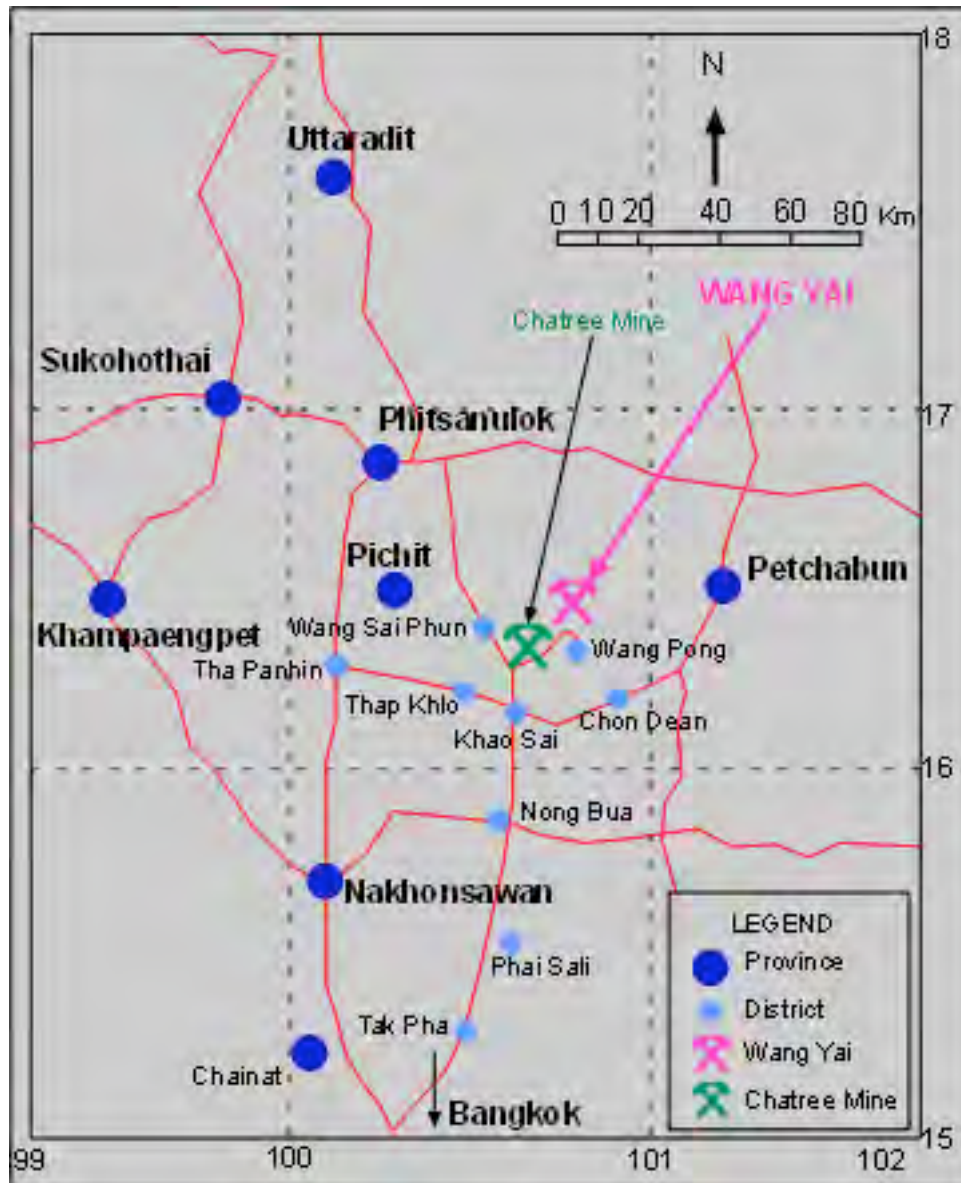 18
N
Uttaradit
0 10 20 40 60 80 Km
WANG YAI
Chatree Mine
Sukohothai
17
Phitsanulok
Pichit
Petchabun
Khampaengpet
Wang Sai Phun
Wang Pong
Tha Panhin
Thap Khlo
Chon Dean
Khao Sai
16
Nong Bua
Nakhonsawan
LEGEND
Province
District
Wang Yai
Chatree Mine
Phai Sali
Tak Pha
Chainat
Bangkok
15
99 100 101 102